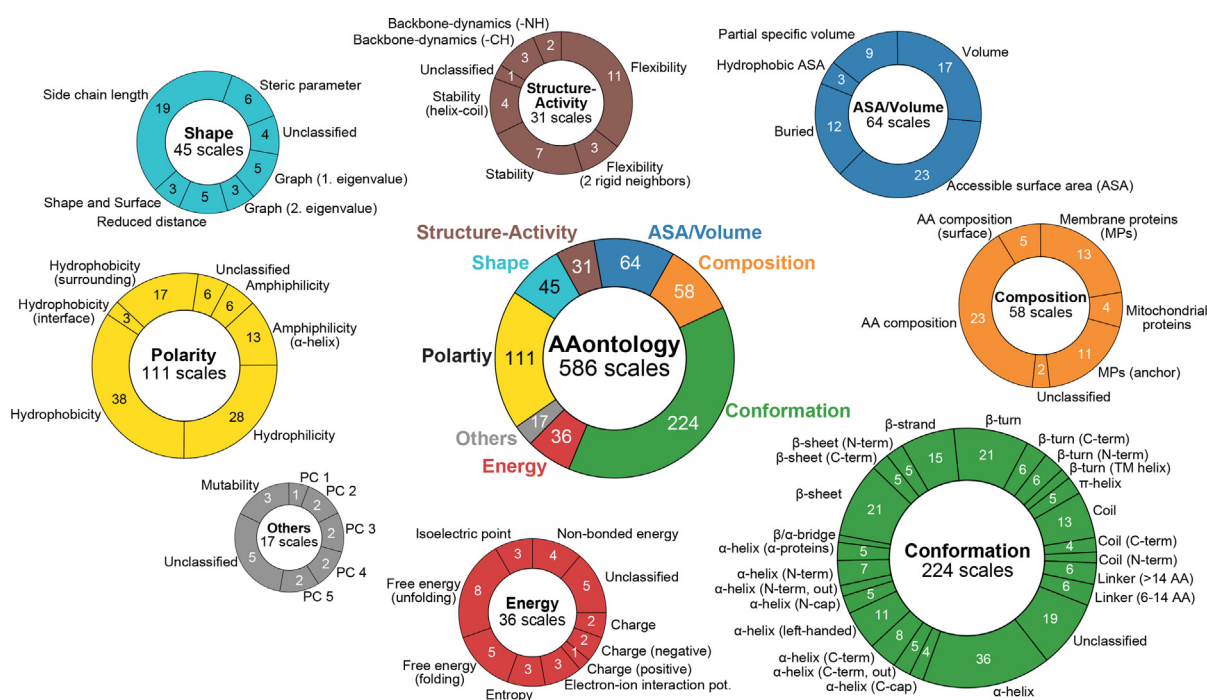 Backbone-dynamics (-NH)
Backbone-dynamics (-CH)
Unclassified
Stability
(helix-coil)
Stability
Flexibility
Flexibility
(2 rigid neighbors)
2
3
1
4
7
3
11
Structure-
Activity
31 scales
Side chain length
Steric parameter
Unclassified
Graph (1. eigenvalue)
Graph (2. eigenvalue)
Reduced distance
Shape and Surface
19
6
4
5
3
5
3
Shape
45 scales
Partial specific volume
Volume
Hydrophobic ASA
Buried
Accessible surface area (ASA)
9
17
3
12
23
ASA/Volume
64 scales
Structure-Activity
ASA/Volume
Shape
Composition
Polartiy
Conformation
Others
Energy
31
64
45
58
111
224
17
36
AAontology
586 scales
AA composition
(surface)
Membrane proteins
(MPs)
AA composition
Mitochondrial
proteins
MPs (anchor)
Unclassified
5
13
23
4
11
2
Composition
58 scales
Hydrophobicity
(surrounding)
Unclassified
Amphiphilicity
Hydrophobicity
(interface)
Amphiphilicity
(α-helix)
Hydrophobicity
Hydrophilicity
17
6
6
3
13
38
28
Polarity
111 scales
Mutability
PC 1
PC 2
PC 3
PC 4
PC 5
Unclassified
3
1
2
2
2
2
5
Others
17 scales
Isoelectric point
Non-bonded energy
Unclassified
Free energy
(unfolding)
Charge
Charge (negative)
Charge (positive)
Electron-ion interaction pot.
Free energy
(folding)
Entropy
3
4
5
8
2
2
1
3
3
5
Energy
36 scales
β-strand
β-turn
β-sheet (N-term)
β-sheet (C-term)
β-turn (C-term)
β-turn (N-term)
β-turn (TM helix)
π-helix
β-sheet
Coil
β/α-bridge
α-helix (α-proteins)
Coil (C-term)
Coil (N-term)
α-helix (N-term)
Linker (>14 AA)
α-helix (N-term, out)
Linker (6-14 AA)
α-helix (N-cap)
α-helix (left-handed)
Unclassified
α-helix (C-term)
α-helix (C-term, out)
α-helix (C-cap)
α-helix
15
21
5
5
6
6
5
21
13
5
4
7
6
6
5
11
19
8
5
4
36
Conformation
224 scales